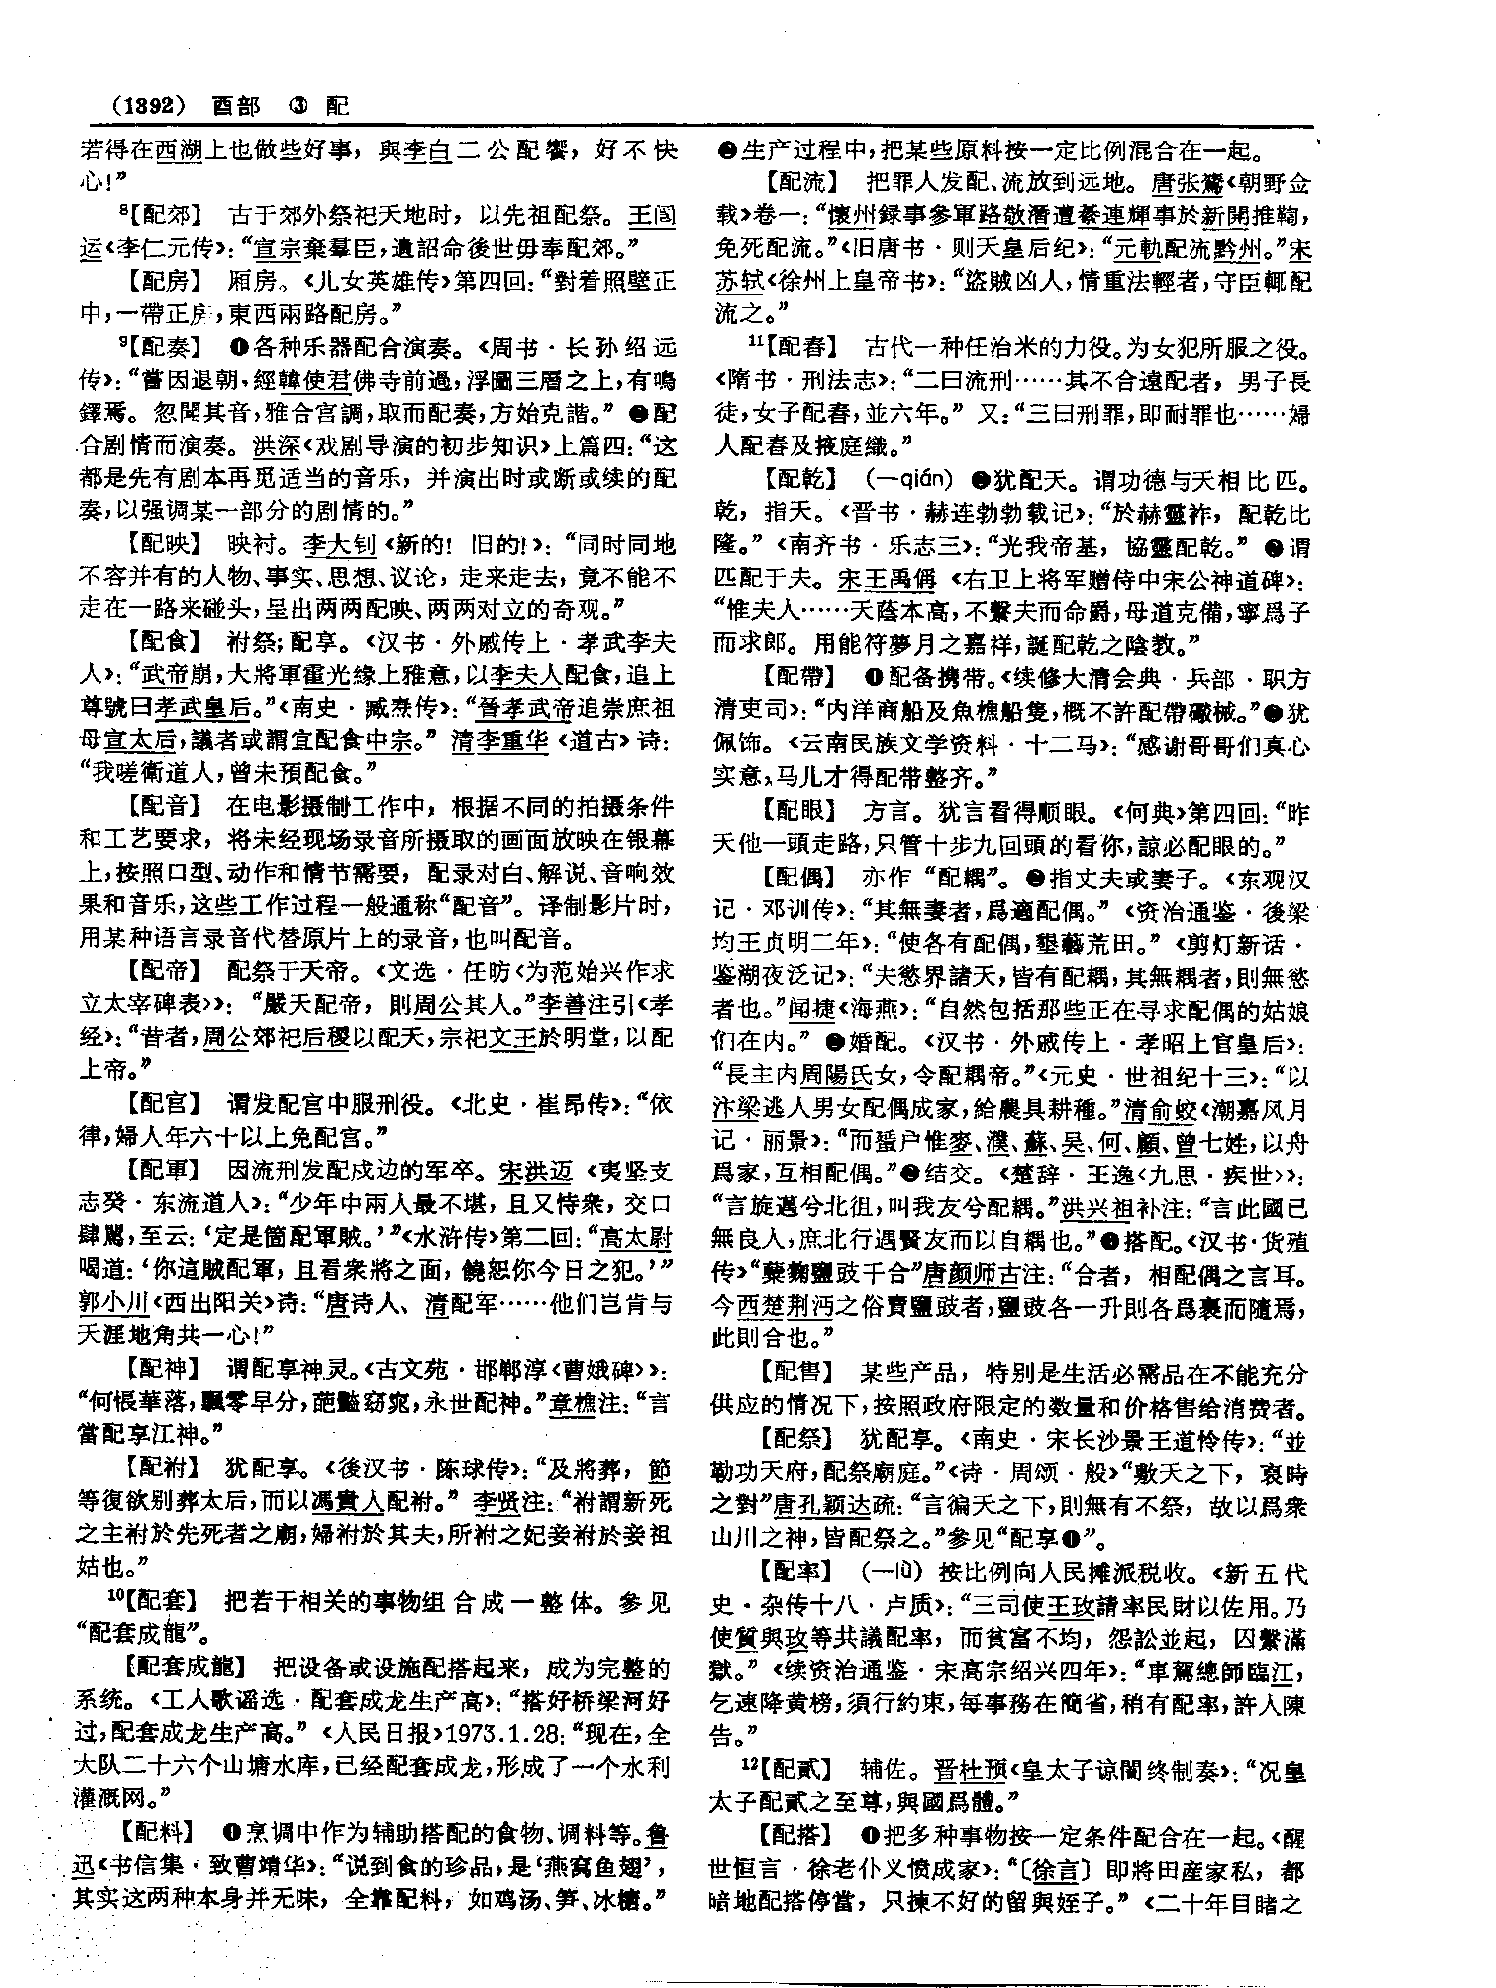 (1392) 酉部 ③ 配
若得在西湖上也做些好事，與李白二公配饗，好不快
心！”
⁸【配郊】 古于郊外祭祀天地时，以先祖配祭。王闿
运《李仁元传》：“宣宗棄羣臣，遺詔命後世毋奉配郊。”
【配房】 厢房。《儿女英雄传》第四回：“對着照壁正
中，一帶正房，東西兩路配房。”
⁹【配奏】 ❶各种乐器配合演奏。《周书·长孙绍远
传》：“嘗因退朝，經韓使君佛寺前過，浮圖三層之上，有鳴
鐸焉。忽聞其音，雅合宫調，取而配奏，方始克諧。” ❷配
合剧情而演奏。洪深《戏剧导演的初步知识》上篇四：“这
都是先有剧本再觅适当的音乐，并演出时或断或续的配
奏，以强调某一部分的剧情的。”
【配映】 映衬。李大钊《新的！旧的！》：“同时同地
不容并有的人物、事实、思想、议论，走来走去，竟不能不
走在一路来碰头，呈出两两配映、两两对立的奇观。”
【配食】 祔祭；配享。《汉书·外戚传上·孝武李夫
人》：“武帝崩，大將軍霍光緣上雅意，以李夫人配食，追上
尊號曰孝武皇后。”《南史·臧焘传》：“晉孝武帝追崇庶祖
母宣太后，議者或謂宜配食中宗。” 清李重华《道古》诗：
“我嗟衛道人，曾未預配食。”
【配音】 在电影摄制工作中，根据不同的拍摄条件
和工艺要求，将未经现场录音所摄取的画面放映在银幕
上，按照口型、动作和情节需要，配录对白、解说、音响效
果和音乐，这些工作过程一般通称“配音”。译制影片时，
用某种语言录音代替原片上的录音，也叫配音。
【配帝】 配祭于天帝。《文选·任昉〈为范始兴作求
立太宰碑表〉》：“嚴天配帝，則周公其人。”李善注引《孝
经》：“昔者，周公郊祀后稷以配天，宗祀文王於明堂，以配
上帝。”
【配宫】 谓发配宫中服刑役。《北史·崔昂传》：“依
律，婦人年六十以上免配宫。”
【配軍】 因流刑发配戍边的军卒。宋洪迈《夷坚支
志癸·东流道人》：“少年中兩人最不堪，且又恃衆，交口
肆詈，至云：‘定是箇配軍賊。’”《水浒传》第二回：“高太尉
喝道：‘你這賊配軍，且看衆將之面，饒恕你今日之犯。’”
郭小川《西出阳关》诗：“唐诗人、清配军……他们岂肯与
天涯地角共一心！”
【配神】 谓配享神灵。《古文苑·邯郸淳〈曹娥碑〉》：
“何悵華落，飄零早分，葩豔窈窕，永世配神。”章樵注：“言
當配享江神。”
【配祔】 犹配享。《後汉书·陈球传》：“及將葬，節
等復欲别葬太后，而以馮貴人配祔。” 李贤注：“祔謂新死
之主祔於先死者之廟，婦祔於其夫，所祔之妃妾祔於妾祖
姑也。”
¹⁰【配套】 把若干相关的事物组合成一整体。参见
“配套成龍”。
【配套成龍】 把设备或设施配搭起来，成为完整的
系统。《工人歌谣选·配套成龙生产高》：“搭好桥梁河好
过，配套成龙生产高。”《人民日报》1973.1.28：“现在，全
大队二十六个山塘水库，已经配套成龙，形成了一个水利
灌溉网。”
【配料】 ❶烹调中作为辅助搭配的食物、调料等。鲁
迅《书信集·致曹靖华》：“说到食的珍品，是‘燕窝鱼翅’，
其实这两种本身并无味，全靠配料，如鸡汤、笋、冰糖。”
❷生产过程中，把某些原料按一定比例混合在一起。
【配流】 把罪人发配、流放到远地。唐张鷟《朝野佥
载》卷一：“懷州録事參軍路敬潛遭綦連輝事於新開推鞫，
免死配流。”《旧唐书·则天皇后纪》：“元軌配流黔州。”宋
苏轼《徐州上皇帝书》：“盜賊凶人，情重法輕者，守臣輒配
流之。”
¹¹【配舂】 古代一种任治米的力役。为女犯所服之役。
《隋书·刑法志》：“二曰流刑……其不合遠配者，男子長
徒，女子配舂，並六年。” 又：“三曰刑罪，即耐罪也……婦
人配舂及掖庭織。”
【配乾】 (一qián) ❶犹配天。谓功德与天相比匹。
乾，指天。《晋书·赫连勃勃载记》：“於赫靈祚，配乾比
隆。”《南齐书·乐志三》：“光我帝基，協靈配乾。” ❷谓
匹配于夫。宋王禹偁《右卫上将军赠侍中宋公神道碑》：
“惟夫人……天蔭本高，不繫夫而命爵，母道克備，寧爲子
而求郎。用能符夢月之嘉祥，誕配乾之陰教。”
【配帶】 ❶配备携带。《续修大清会典·兵部·职方
清吏司》：“内洋商船及魚樵船隻，概不許配帶礮械。”❷犹
佩饰。《云南民族文学资料·十二马》：“感谢哥哥们真心
实意，马儿才得配带整齐。”
【配眼】 方言。犹言看得顺眼。《何典》第四回：“昨
天他一頭走路，只管十步九回頭的看你，諒必配眼的。”
【配偶】 亦作“配耦”。❶指丈夫或妻子。《东观汉
记·邓训传》：“其無妻者，爲適配偶。”《资治通鉴·後梁
均王贞明二年》：“使各有配偶，墾藝荒田。”《剪灯新话·
鉴湖夜泛记》：“夫慾界諸天，皆有配耦，其無耦者，則無慾
者也。”闻捷《海燕》：“自然包括那些正在寻求配偶的姑娘
们在内。” ❷婚配。《汉书·外戚传上·孝昭上官皇后》：
“長主内周陽氏女，令配耦帝。”《元史·世祖纪十三》：“以
汴梁逃人男女配偶成家，給農具耕種。”清俞蛟《潮嘉风月
记·丽景》：“而蜑户惟麥、濮、蘇、吴、何、顧、曾七姓，以舟
爲家，互相配偶。”❸结交。《楚辞·王逸〈九思·疾世〉》：
“言旋邁兮北徂，叫我友兮配耦。”洪兴祖补注：“言此國已
無良人，庶北行遇賢友而以自耦也。”❹搭配。《汉书·货殖
传》“糱麴鹽豉千合”唐颜师古注：“合者，相配偶之言耳。
今西楚荆沔之俗賣鹽豉者，鹽豉各一升則各爲裹而隨焉，
此則合也。”
【配售】 某些产品，特别是生活必需品在不能充分
供应的情况下，按照政府限定的数量和价格售给消费者。
【配祭】 犹配享。《南史·宋长沙景王道怜传》：“並
勒功天府，配祭廟庭。”《诗·周颂·般》“敷天之下，裒時
之對”唐孔颖达疏：“言徧天之下，則無有不祭，故以爲衆
山川之神，皆配祭之。”参见“配享❶”。
【配率】 (一lǜ) 按比例向人民摊派税收。《新五代
史·杂传十八·卢质》：“三司使王玫請率民財以佐用。乃
使質與玫等共議配率，而貧富不均，怨訟並起，囚繫滿
獄。”《续资治通鉴·宋高宗绍兴四年》：“車駕總師臨江，
乞速降黄榜，須行約束，每事務在簡省，稍有配率，許人陳
告。”
¹²【配貳】 辅佐。晋杜预《皇太子谅闇终制奏》：“况皇
太子配貳之至尊，與國爲體。”
【配搭】 ❶把多种事物按一定条件配合在一起。《醒
世恒言·徐老仆义愤成家》：“〔徐言〕即將田産家私，都
暗地配搭停當，只揀不好的留與姪子。”《二十年目睹之